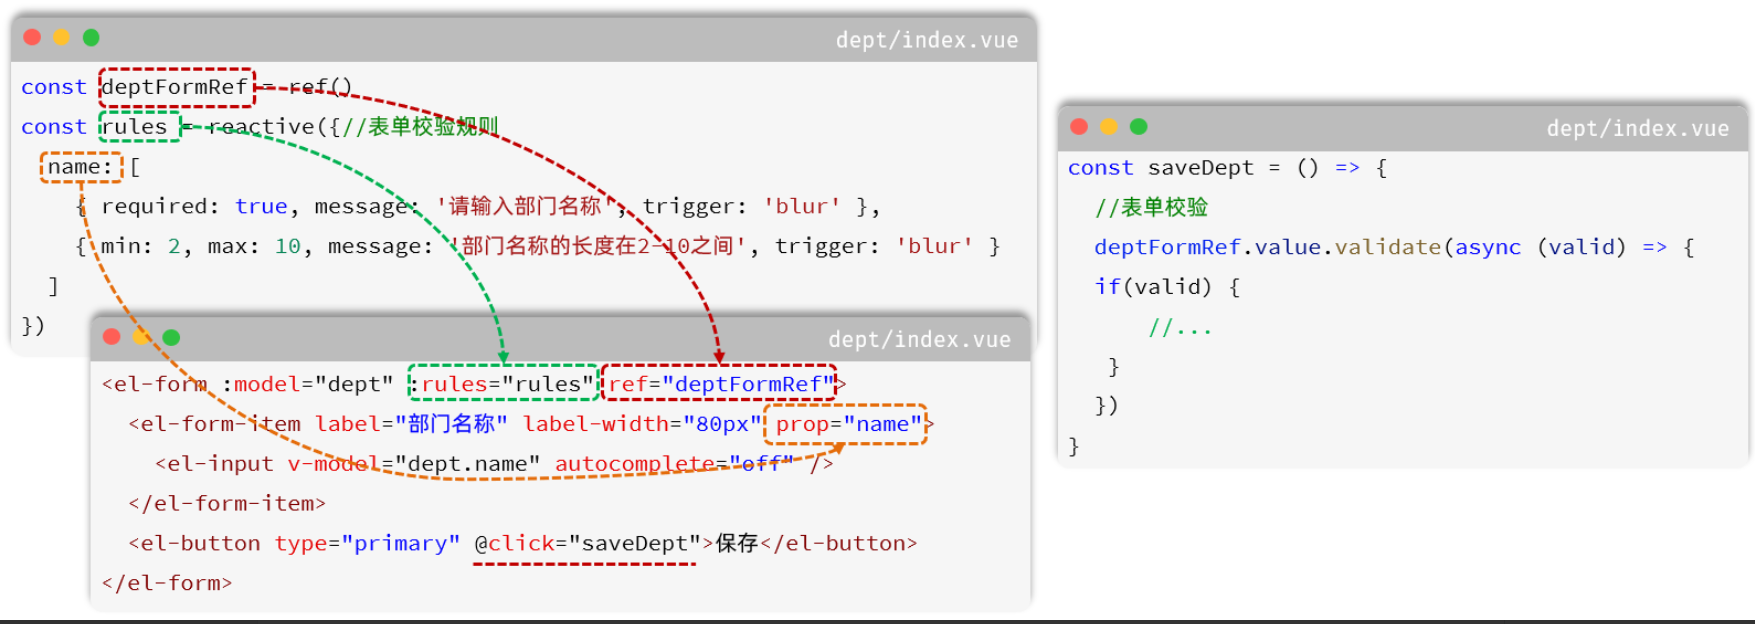 dept/index.vue
const deptFormRef = ref()
const rules = reactive({//表单校验规则
name: [
{ required: true, message: '请输入部门名称', trigger: 'blur' },
{ min: 2, max: 10, message: '部门名称的长度在2-10之间', trigger: 'blur' }
]
})
dept/index.vue
<el-form :model="dept" :rules="rules" ref="deptFormRef">
<el-form-item label="部门名称" label-width="80px" prop="name">
<el-input v-model="dept.name" autocomplete="off" />
</el-form-item>
<el-button type="primary" @click="saveDept">保存</el-button>
</el-form>
dept/index.vue
const saveDept = () => {
//表单校验
deptFormRef.value.validate(async (valid) => {
if(valid) {
//...
}
})
}